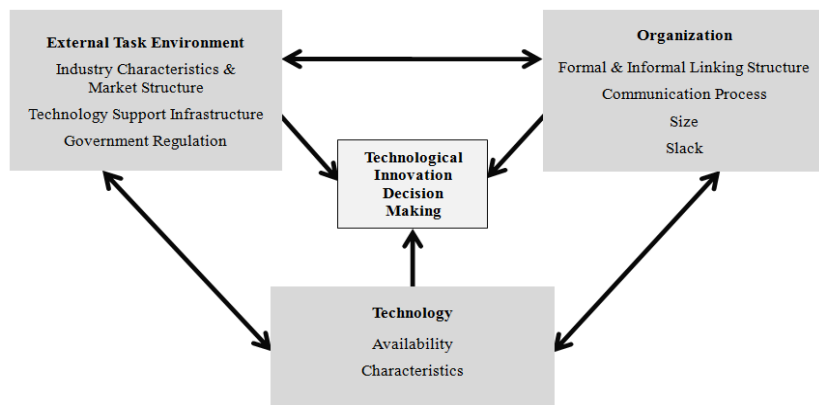 External Task Environment
Industry Characteristics &
Market Structure
Technology Support Infrastructure
Government Regulation
Organization
Formal & Informal Linking Structure
Communication Process
Size
Slack
Technological
Innovation
Decision
Making
Technology
Availability
Characteristics